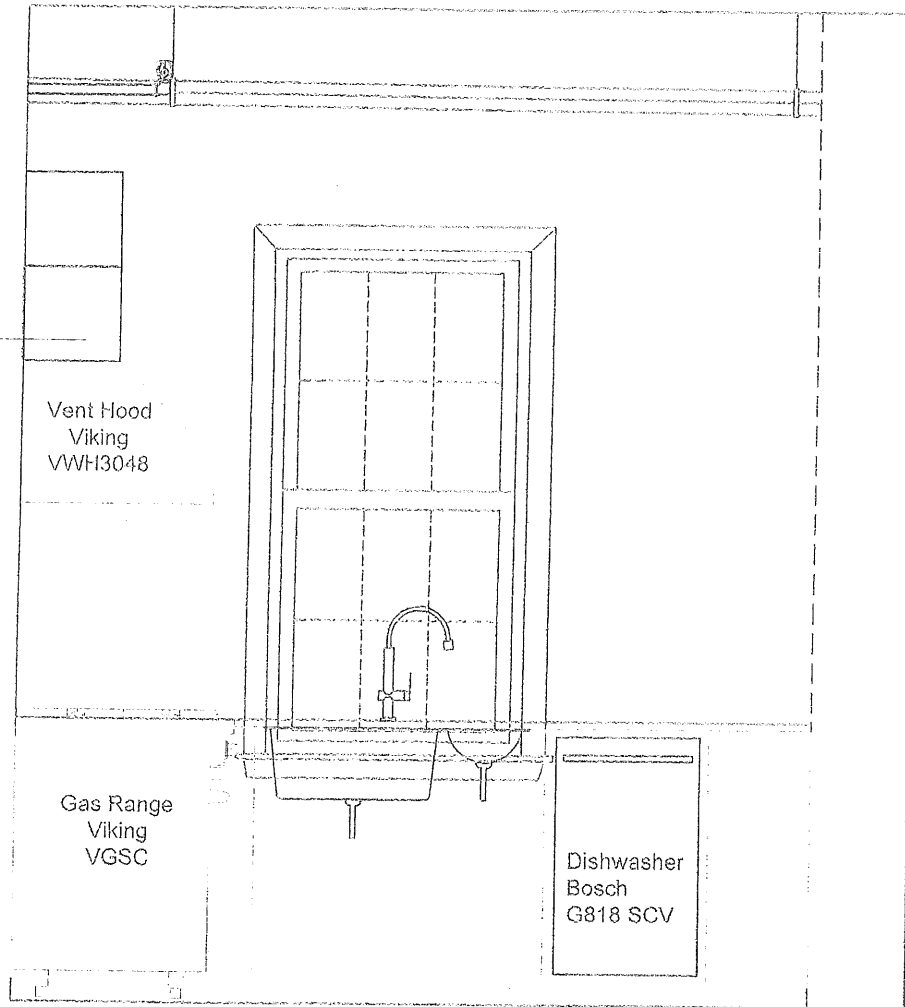 Vent Hood
Viking
VWH3048
Gas Range
Viking
VGSC
Dishwasher
Bosch
G818 SCV